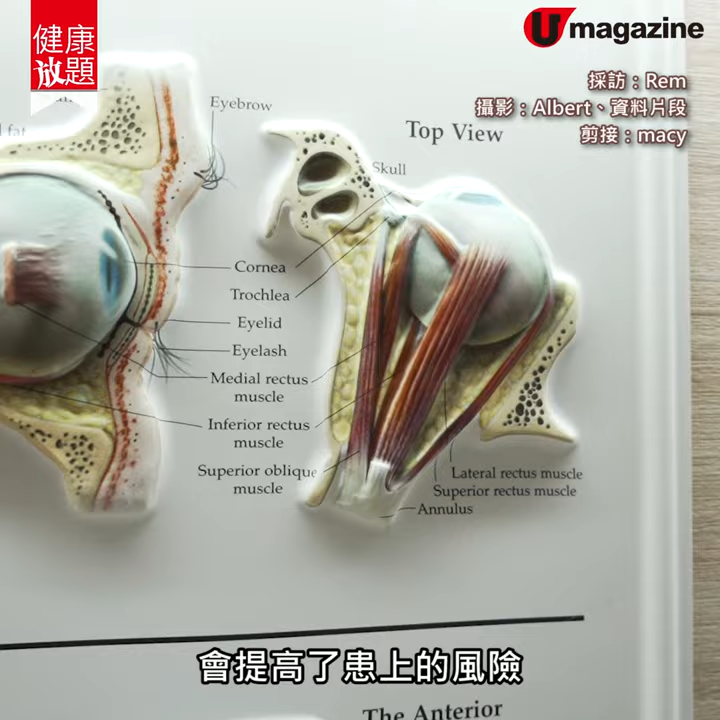 健康
放題
U magazine
採訪：Rem
攝影：Albert、資料片段
剪接：macy
Eyebrow
fat
Top View
Skull
Cornea
Trochlea
Eyelid
Eyelash
Medial rectus
muscle
Inferior rectus
muscle
Superior oblique
muscle
Lateral rectus muscle
Superior rectus muscle
Annulus
會提高了患上的風險
The Anterior